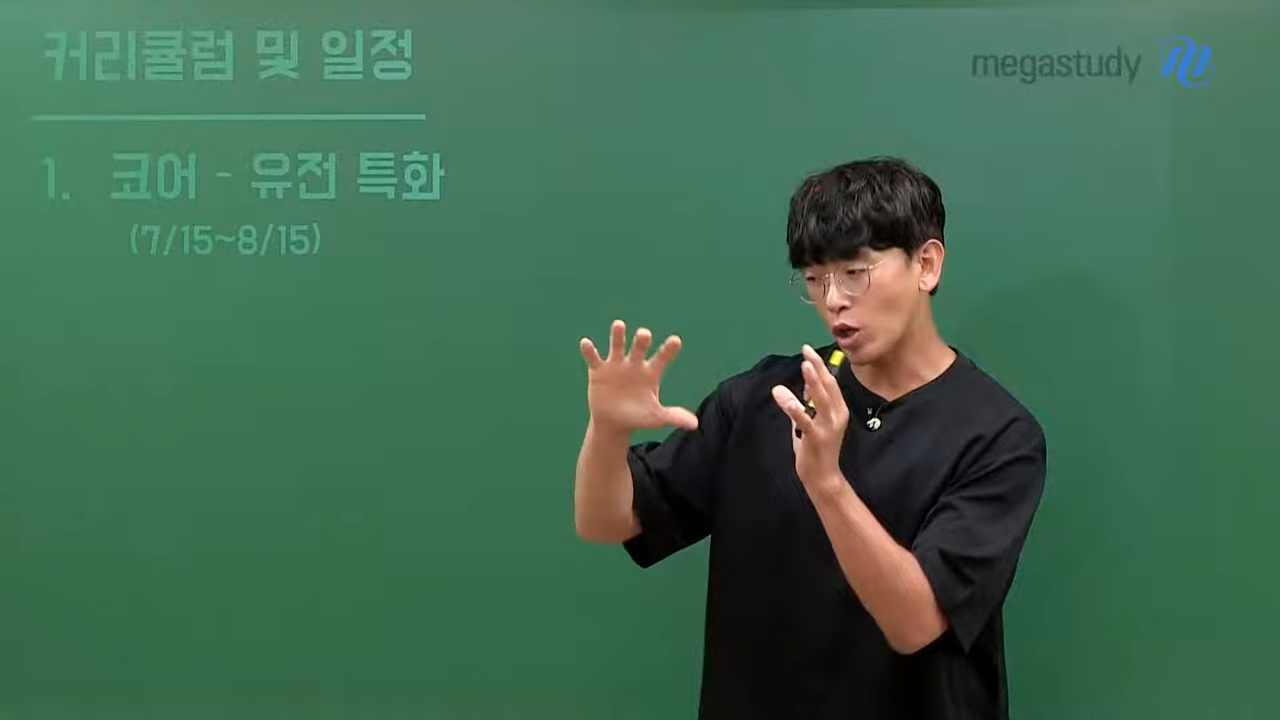 커리큘럼 및 일정
megastudy
1. 코어 - 유전 특화
(7/15~8/15)